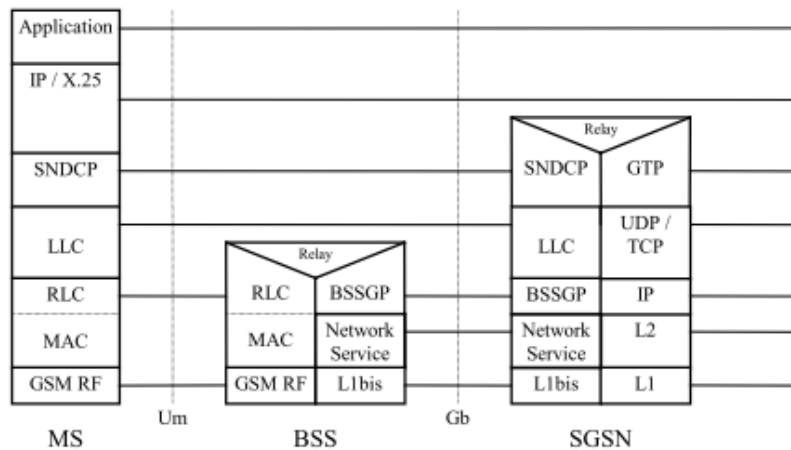 Application
IP / X.25
Relay
SNDCP
SNDCP
GTP
UDP /
TCP
LLC
Relay
LLC
RLC
RLC
BSSGP
BSSGP
IP
MAC
MAC
Network
Service
Network
Service
L2
GSM RF
GSM RF
L1bis
L1bis
L1
Um
Gb
MS
BSS
SGSN